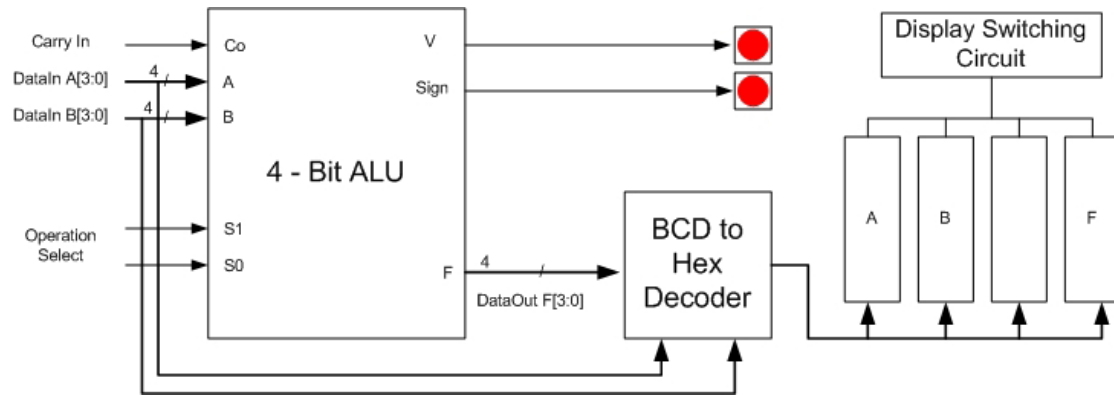 Carry In
DataIn A[3:0]
DataIn B[3:0]
Operation
Select
4
4
Co
A
B
S1
S0
4 - Bit ALU
V
Sign
F
4
DataOut F[3:0]
BCD to
Hex
Decoder
Display Switching
Circuit
A
B
F